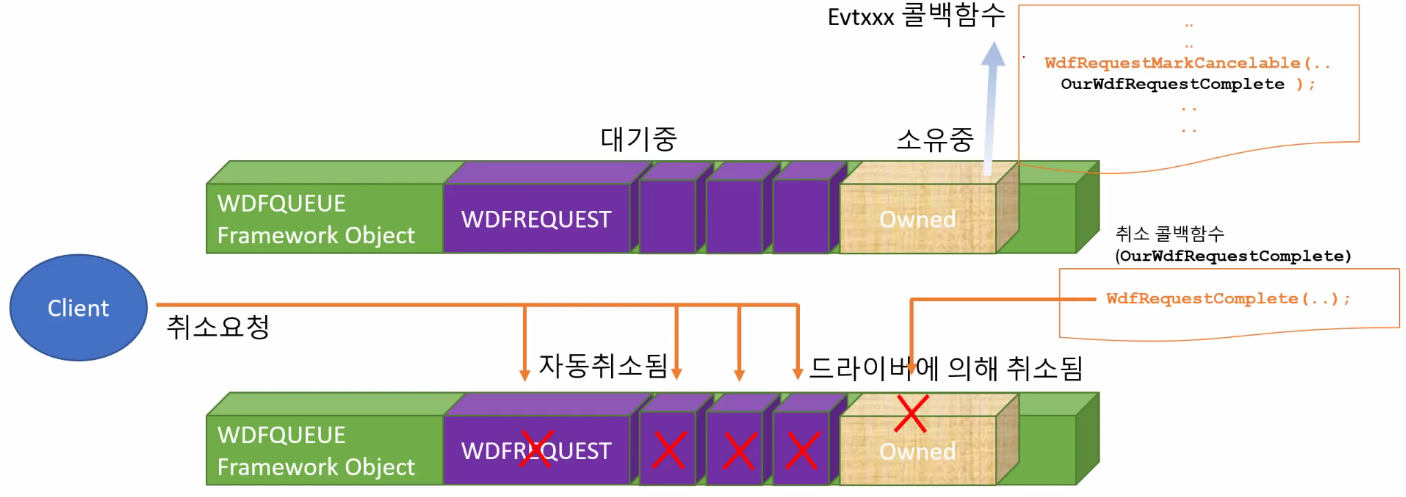 Evtxxx 콜백함수
..
..
WdfRequestMarkCancelable(..
OurWdfRequestComplete );
..
..
대기중
소유중
WDFQUEUE
Framework Object
WDFREQUEST
Owned
취소 콜백함수
(OurWdfRequestComplete)
WdfRequestComplete(..);
Client
취소요청
자동취소됨
드라이버에 의해 취소됨
WDFQUEUE
Framework Object
WDFREQUEST
Owned